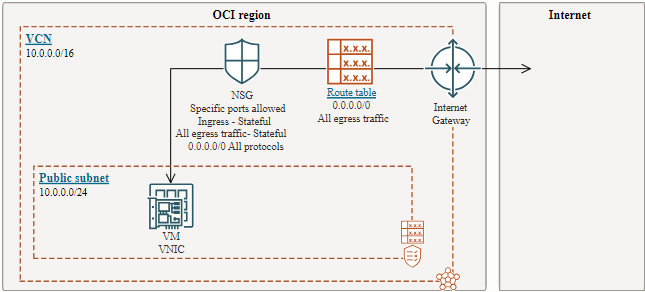 OCI region
Internet
VCN
10.0.0.0/16
x.x.x.
x.x.x.
x.x.x.
NSG
Specific ports allowed
Ingress - Stateful
All egress traffic- Stateful
0.0.0.0/0 All protocols
Route table
0.0.0.0/0
All egress traffic
Internet
Gateway
Public subnet
10.0.0.0/24
VM
VNIC
x.x.x.
x.x.x.